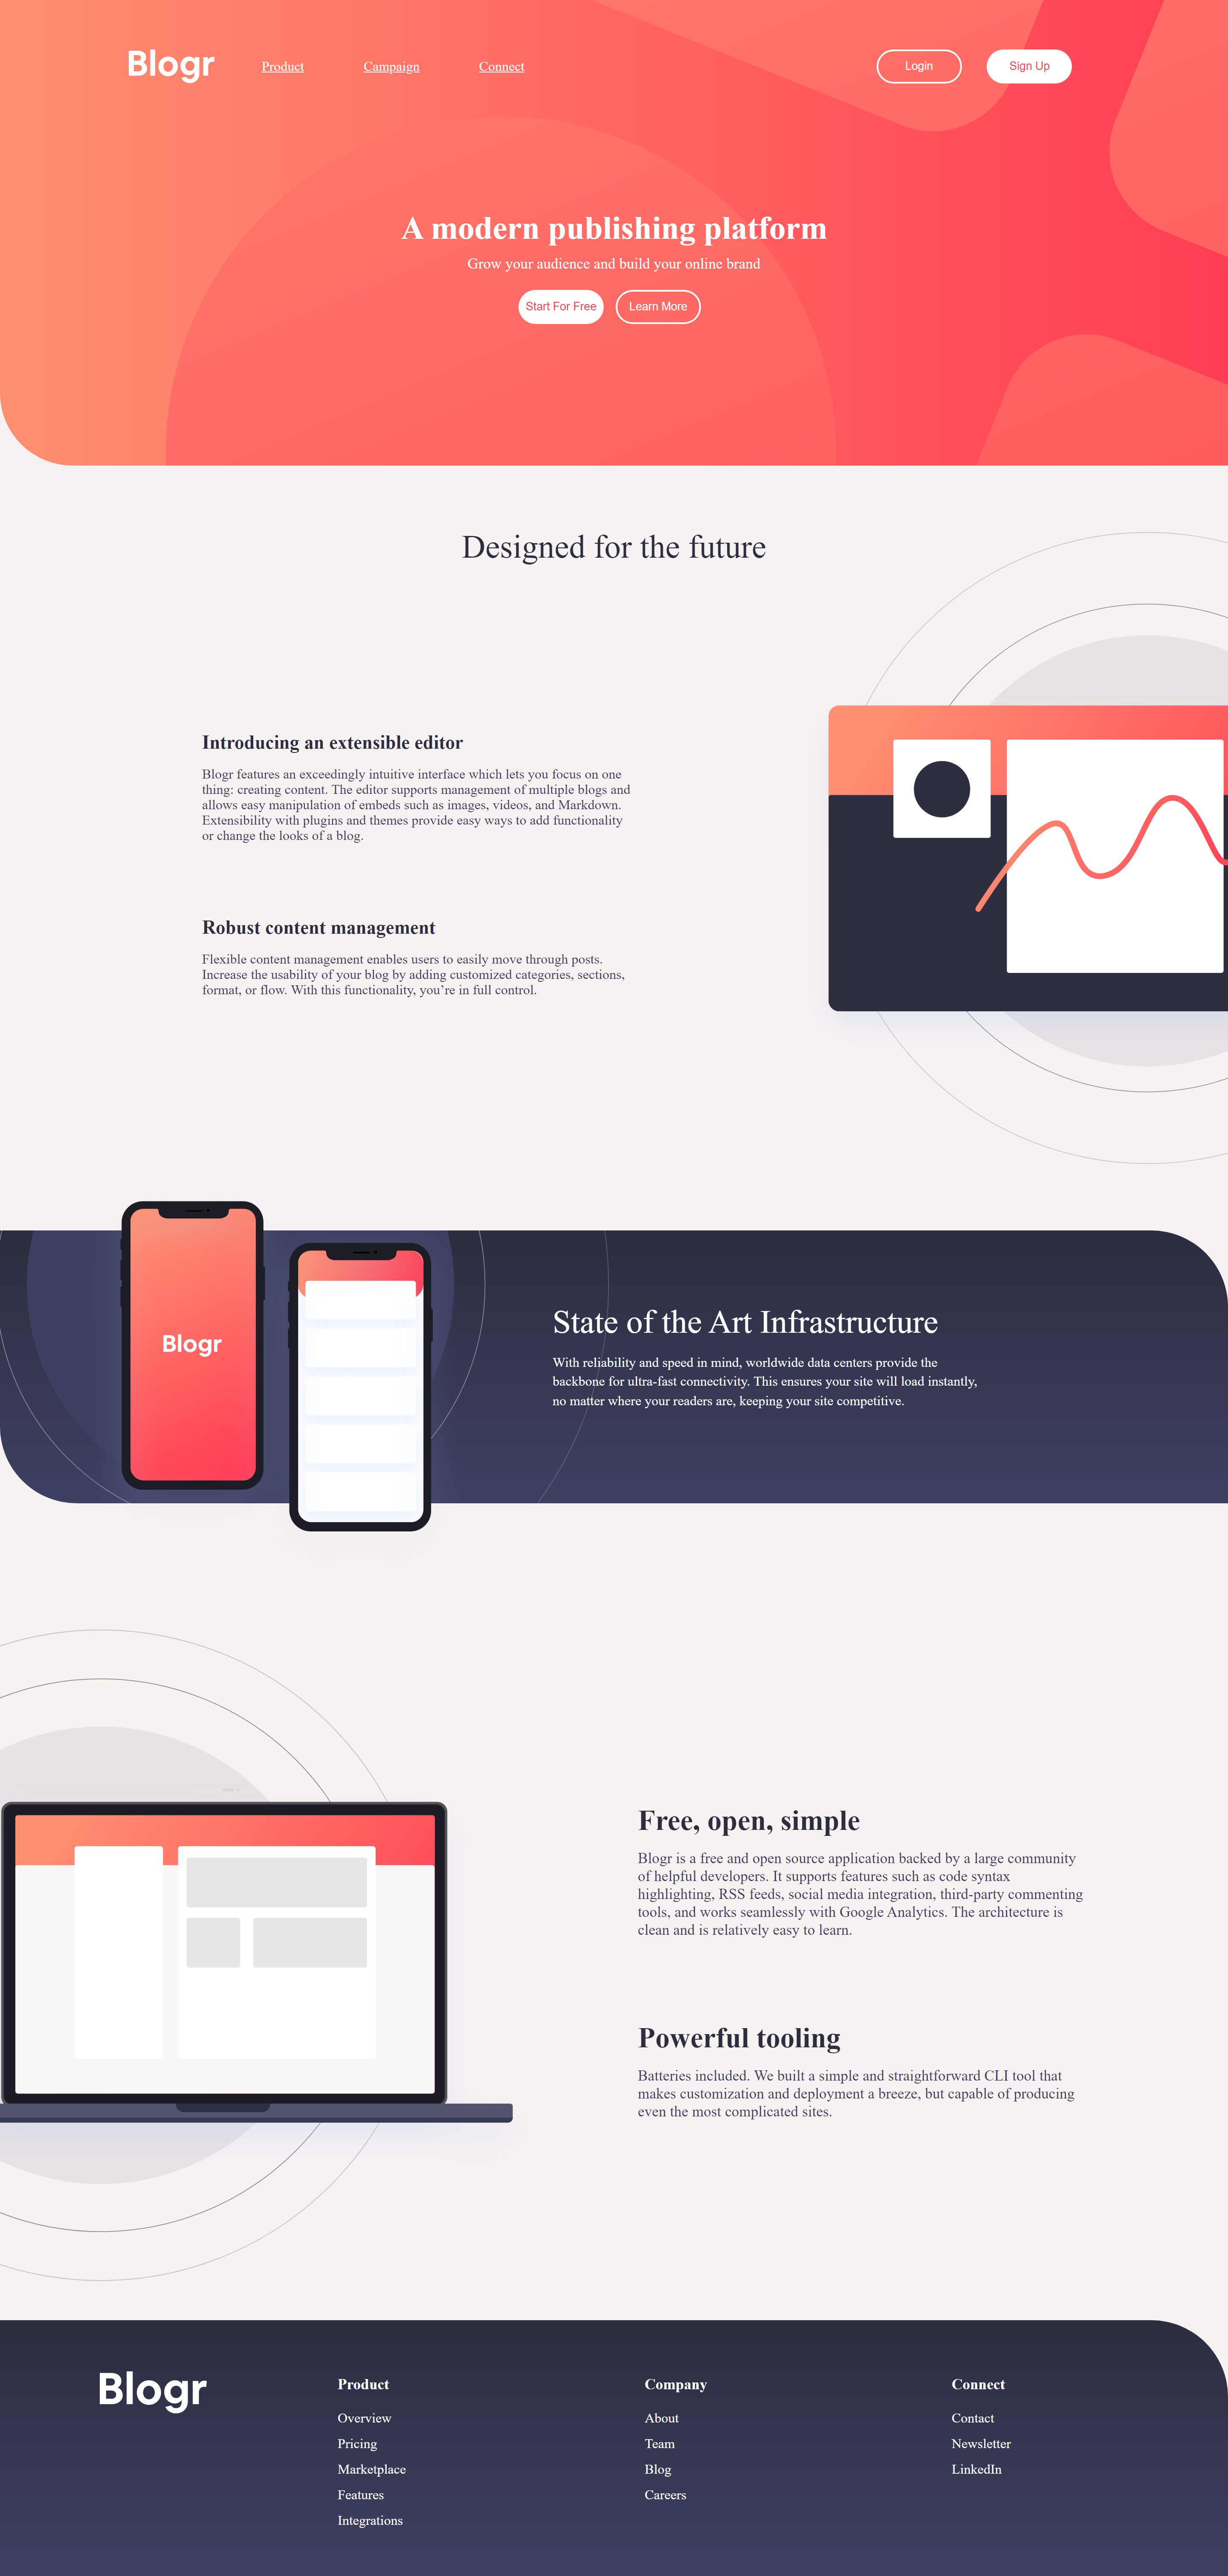 Blogr
Product
Campaign
Connect
Login
Sign Up
A modern publishing platform
Grow your audience and build your online brand
Start For Free
Learn More
Designed for the future
Introducing an extensible editor
Blogr features an exceedingly intuitive interface which lets you focus on one
thing: creating content. The editor supports management of multiple blogs and
allows easy manipulation of embeds such as images, videos, and Markdown.
Extensibility with plugins and themes provide easy ways to add functionality
or change the looks of a blog.
Robust content management
Flexible content management enables users to easily move through posts.
Increase the usability of your blog by adding customized categories, sections,
format, or flow. With this functionality, you’re in full control.
Blogr
State of the Art Infrastructure
With reliability and speed in mind, worldwide data centers provide the
backbone for ultra-fast connectivity. This ensures your site will load instantly,
no matter where your readers are, keeping your site competitive.
Free, open, simple
Blogr is a free and open source application backed by a large community
of helpful developers. It supports features such as code syntax
highlighting, RSS feeds, social media integration, third-party commenting
tools, and works seamlessly with Google Analytics. The architecture is
clean and is relatively easy to learn.
Powerful tooling
Batteries included. We built a simple and straightforward CLI tool that
makes customization and deployment a breeze, but capable of producing
even the most complicated sites.
Blogr
Product
Overview
Pricing
Marketplace
Features
Integrations
Company
About
Team
Blog
Careers
Connect
Contact
Newsletter
LinkedIn